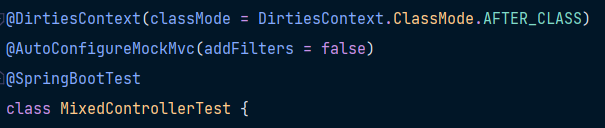 @DirtiesContext(classMode = DirtiesContext.ClassMode.AFTER_CLASS)
@AutoConfigureMockMvc(addFilters = false)
@SpringBootTest
class MixedControllerTest {